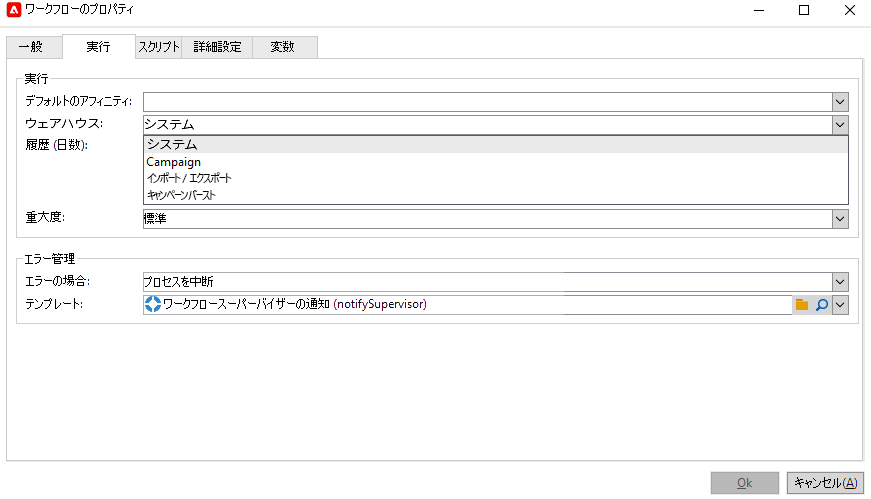 ワークフローのプロパティ
一般 実行 スクリプト 詳細設定 変数
実行
デフォルトのアフィニティ:
ウェアハウス: システム
履歴 (日数): システム
Campaign
インポート / エクスポート
キャンペーンバースト
重大度: 標準
エラー管理
エラーの場合: プロセスを中断
テンプレート: ワークフロースーパーバイザーの通知 (notifySupervisor)
Ok キャンセル(A)